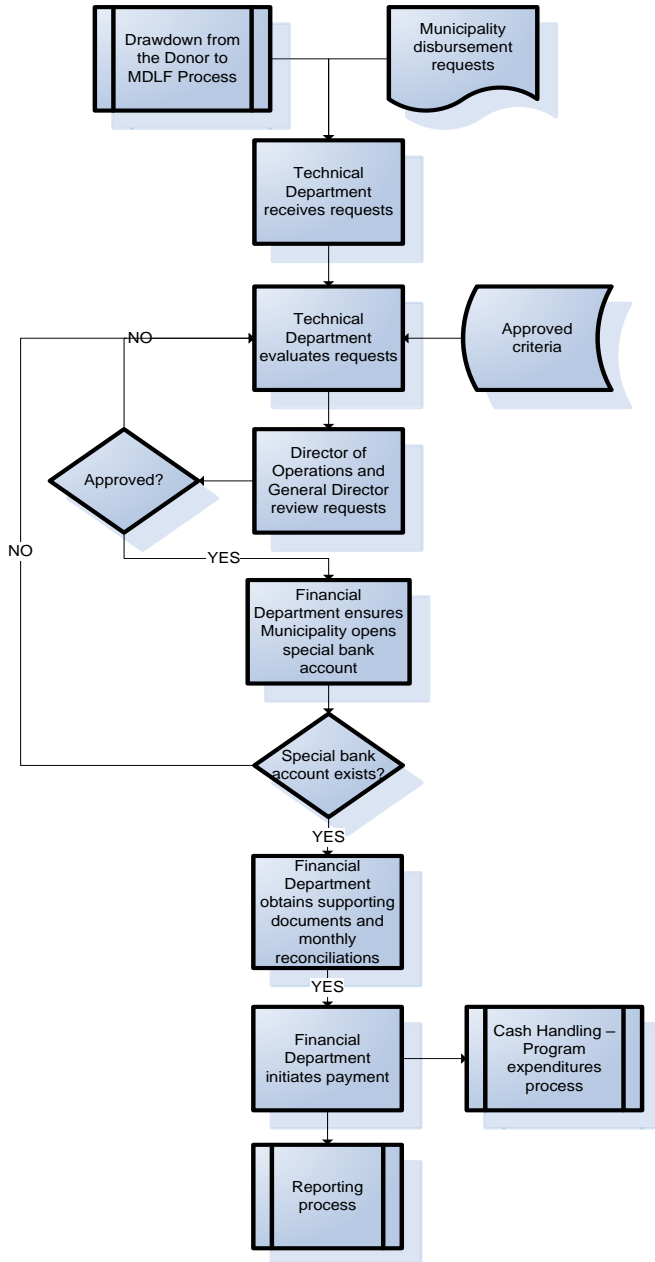 Drawdown from
the Donor to
MDLF Process
Municipality
disbursement
requests
Technical
Department
receives requests
Technical
Department
evaluates requests
Approved
criteria
NO
Director of
Operations and
General Director
review requests
Approved?
NO
YES
Financial
Department ensures
Municipality opens
special bank
account
Special bank
account exists?
YES
Financial
Department
obtains supporting
documents and
monthly
reconciliations
YES
Financial
Department
initiates payment
Cash Handling –
Program
expenditures
process
Reporting
process